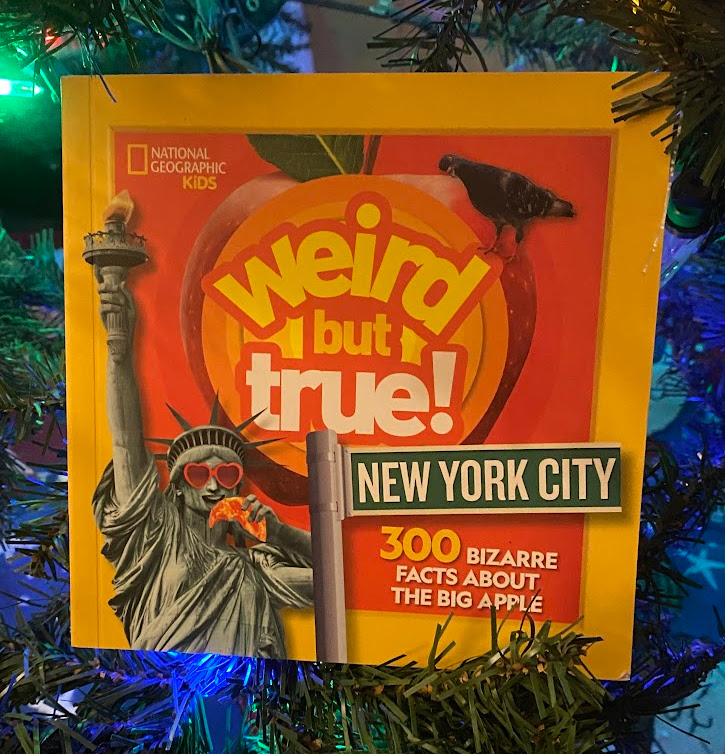 NATIONAL
GEOGRAPHIC
KiDS
weird
but
true!
NEW YORK CITY
300 BIZARRE
FACTS ABOUT
THE BIG APPLE